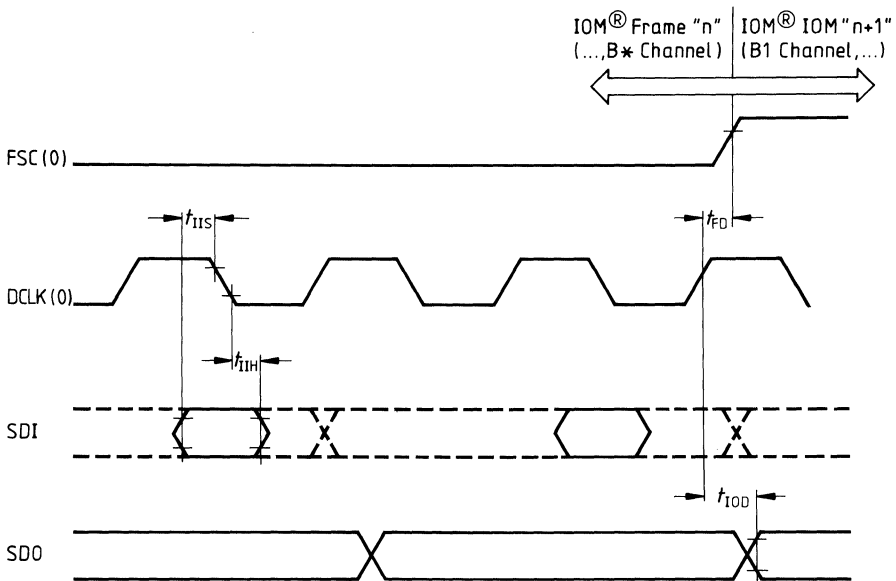 IOM® Frame "n"
(...,B* Channel)
IOM® IOM "n+1"
(B1 Channel,...)
FSC(0)
tIIS
tFD
DCLK(0)
tIIH
SDI
tIOD
SDO